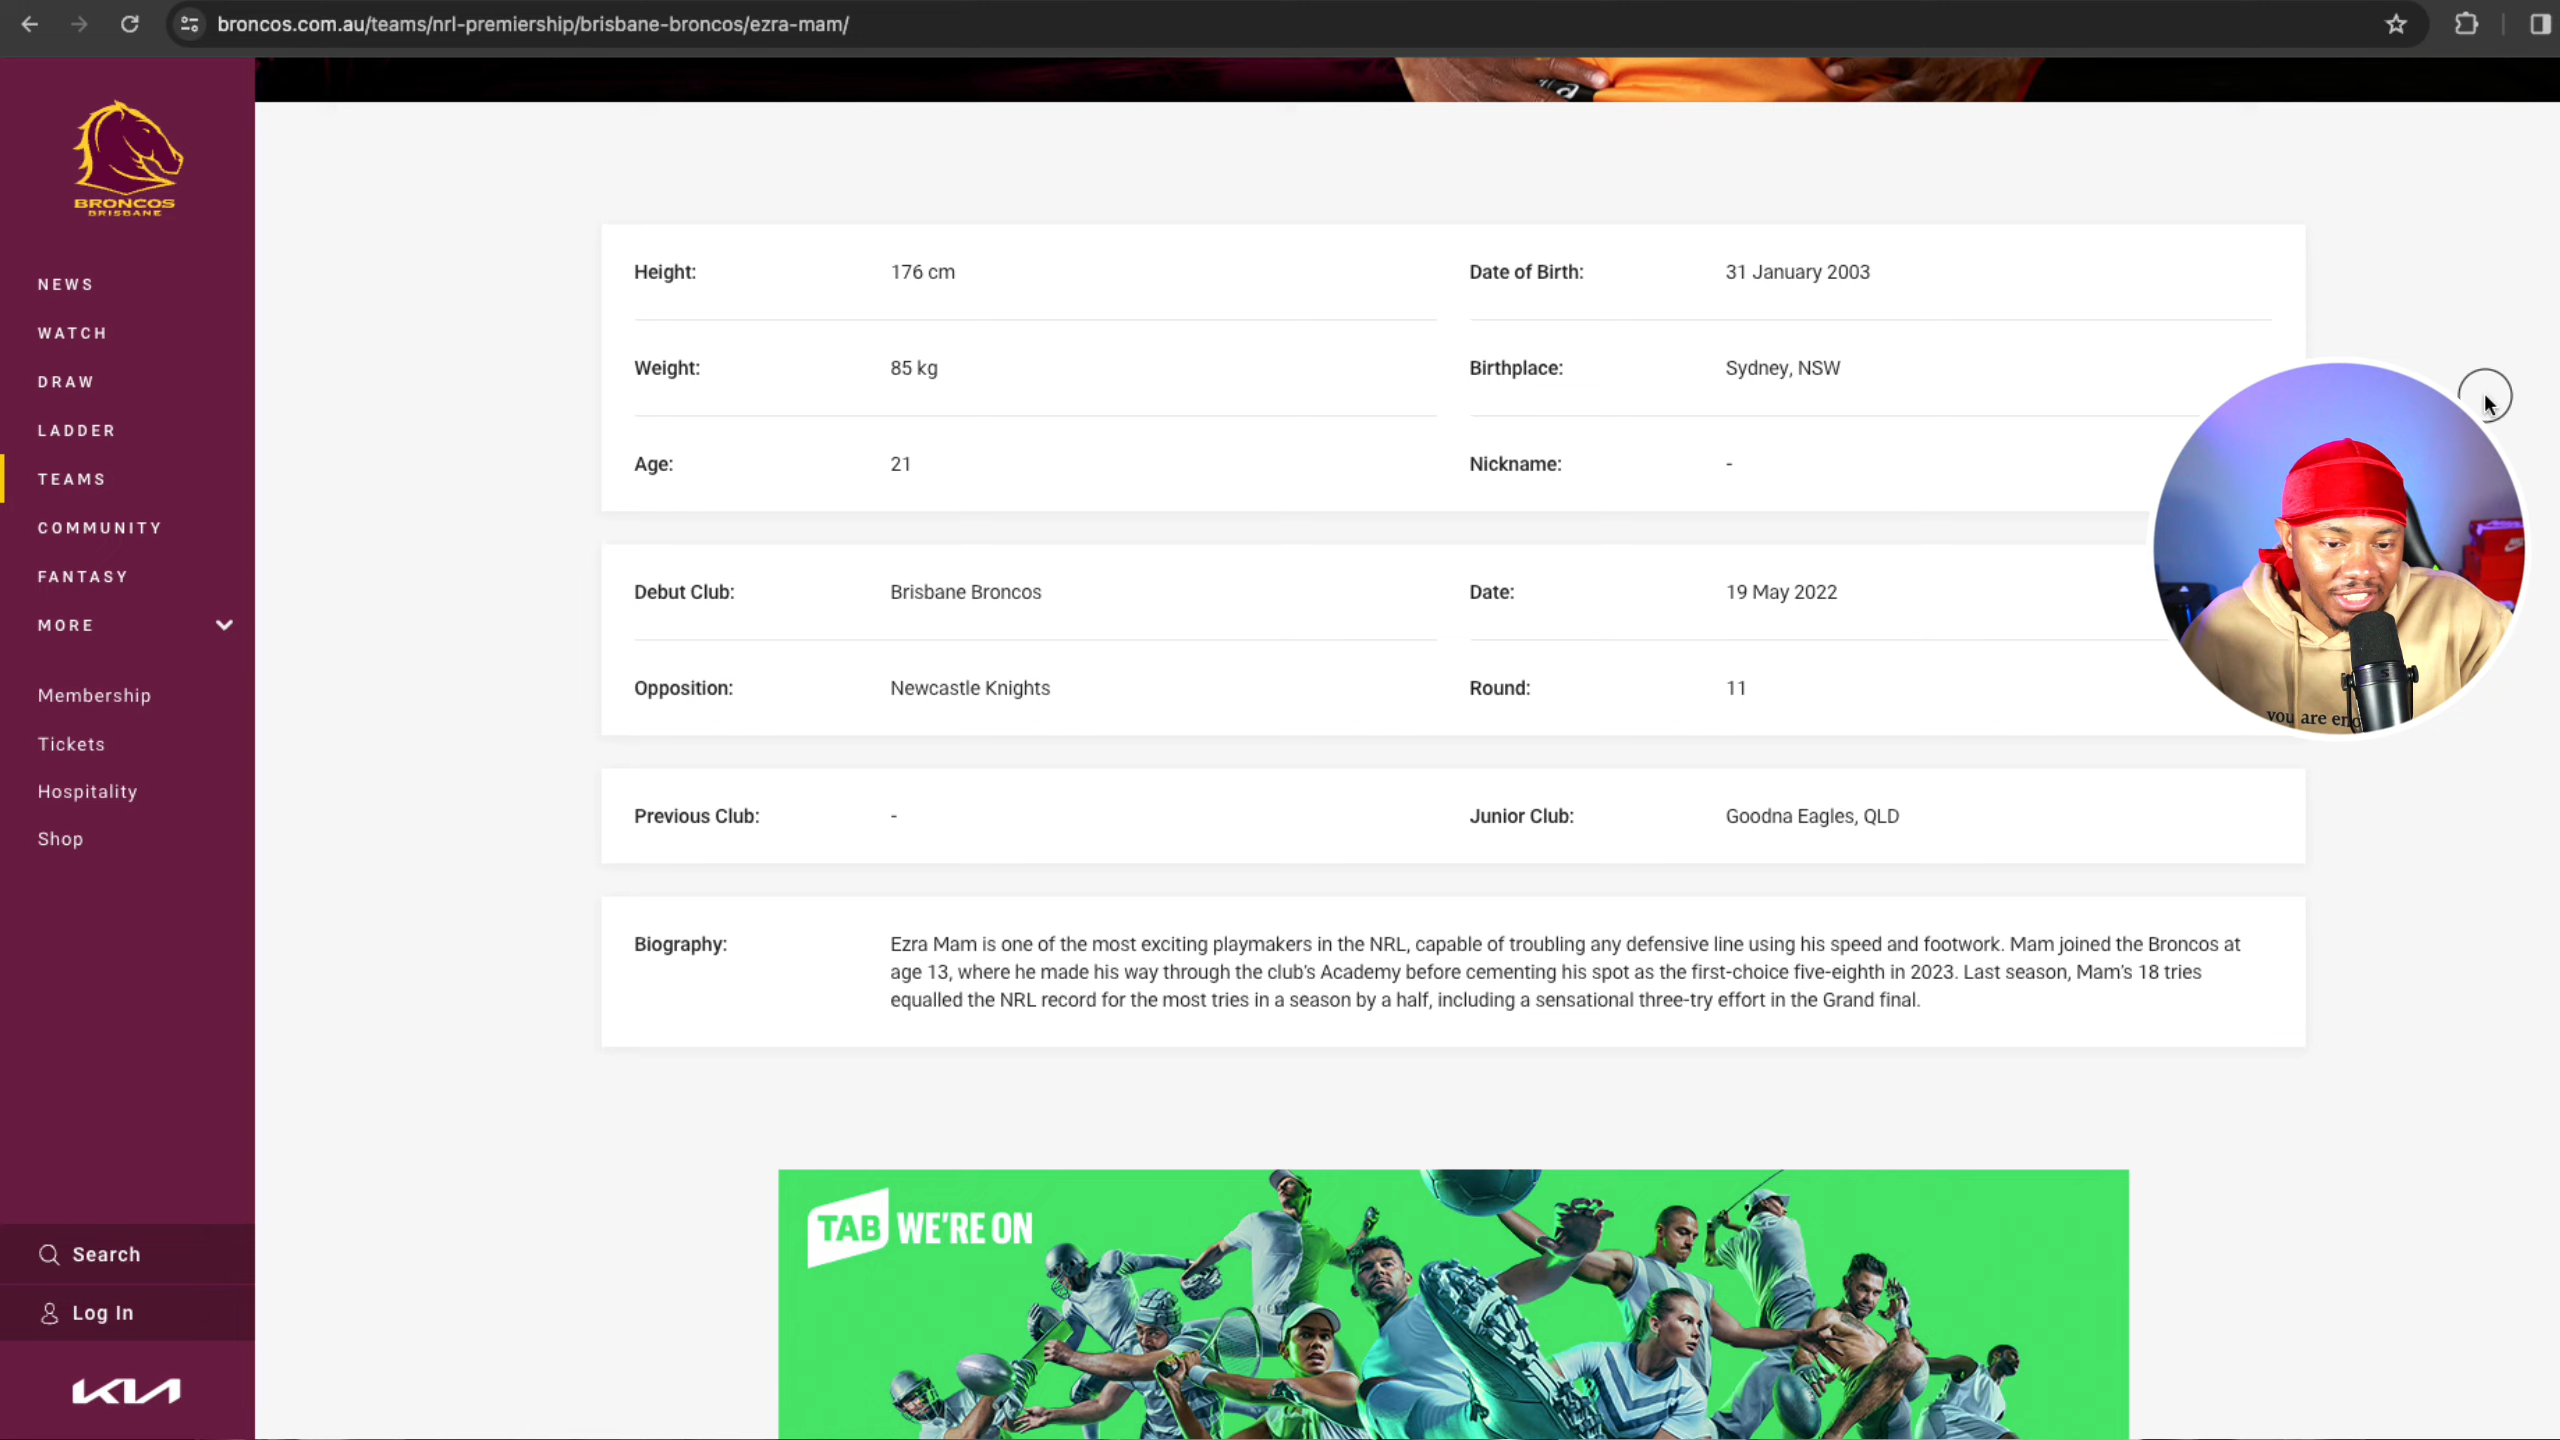 broncos.com.au/teams/nrl-premiership/brisbane-broncos/ezra-mam/
BRONCOS
BRISBANE
NEWS
WATCH
DRAW
LADDER
TEAMS
COMMUNITY
FANTASY
MORE
Membership
Tickets
Hospitality
Shop
Search
Log In
KIA
Height: 176 cm Date of Birth: 31 January 2003
Weight: 85 kg Birthplace: Sydney, NSW
Age: 21 Nickname: -
Debut Club: Brisbane Broncos Date: 19 May 2022
Opposition: Newcastle Knights Round: 11
Previous Club: - Junior Club: Goodna Eagles, QLD
Biography: Ezra Mam is one of the most exciting playmakers in the NRL, capable of troubling any defensive line using his speed and footwork. Mam joined the Broncos at
age 13, where he made his way through the club's Academy before cementing his spot as the first-choice five-eighth in 2023. Last season, Mam's 18 tries
equalled the NRL record for the most tries in a season by a half, including a sensational three-try effort in the Grand final.
you are
TAB WE'RE ON